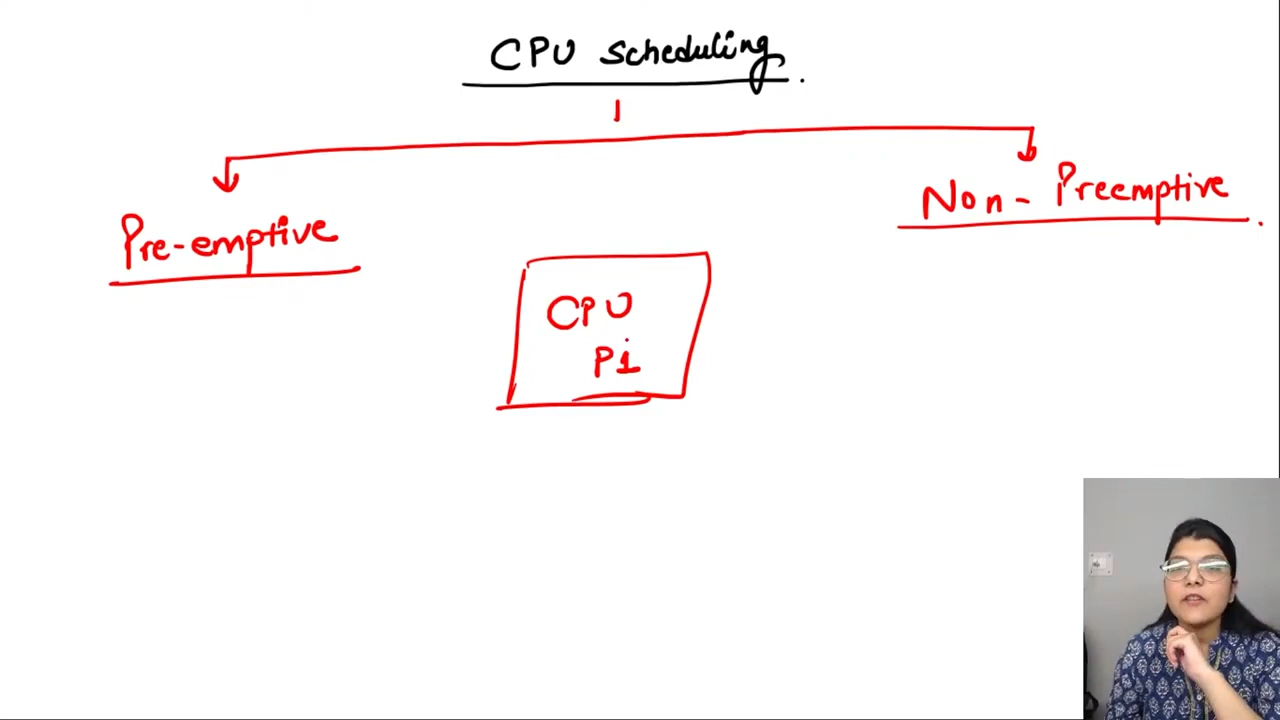 CPU Scheduling
Pre-emptive
Non-Preemptive
CPU
Pi